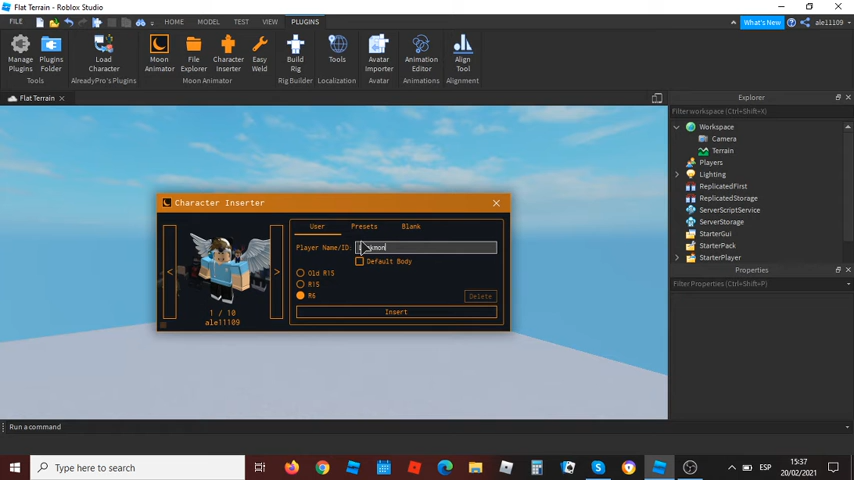 Flat Terrain - Roblox Studio
FILE HOME MODEL TEST VIEW PLUGINS
What's New ale11109
Manage Plugins
Plugins Folder
Load Character
Moon Animator
File Explorer
Character Inserter
Easy Weld
Build Rig
Tools
Avatar Importer
Animation Editor
Align Tool
Tools AlreadyPro's Plugins Moon Animator Rig Builder Localization Avatar Animations Alignment
Flat Terrain
Explorer
Filter workspace (Ctrl+Shift+X)
Workspace
Camera
Terrain
Players
Lighting
ReplicatedFirst
ReplicatedStorage
ServerScriptService
ServerStorage
StarterGui
StarterPack
StarterPlayer
Properties
Filter Properties (Ctrl+Shift+P)
Character Inserter
User Presets Blank
Player Name/ID:
Default Body
Old R15
R15
R6
Delete
Insert
< >
1 / 10
ale11109
Run a command
Type here to search
ESP
15:37
20/02/2021